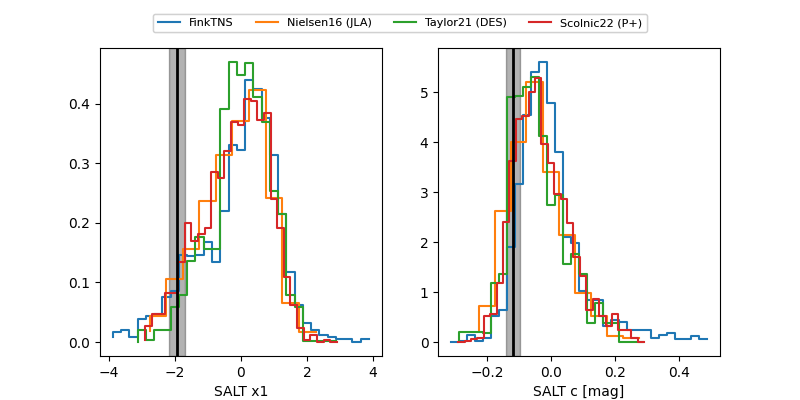 FinkTNS Nielsen16 (JLA) Taylor21 (DES) Scolnic22 (P+)
0.4
0.3
0.2
0.1
0.0
−4 −2 0 2 4
SALT x1
5
4
3
2
1
0
−0.2 0.0 0.2 0.4
SALT c [mag]